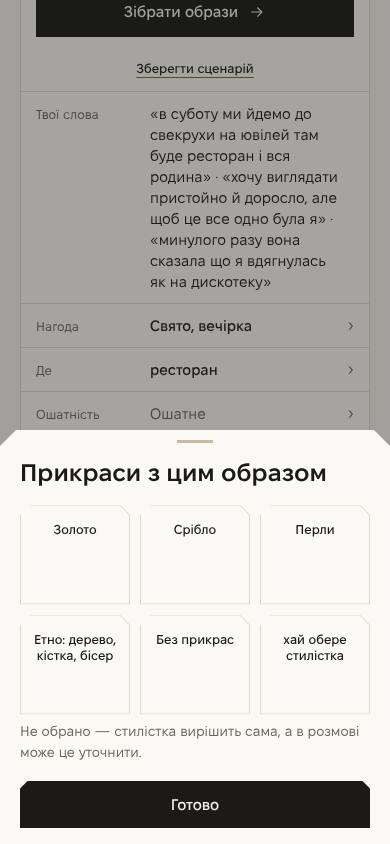 Зібрати образи →
Зберегти сценарій
Твої слова
«в суботу ми йдемо до
свекрухи на ювілей там
буде ресторан і вся
родина» · «хочу виглядати
пристойно й доросло, але
щоб це все одно була я» ·
«минулого разу вона
сказала що я вдягнулась
як на дискотеку»
Нагода Свято, вечірка
Де ресторан
Ошатність Ошатне
Прикраси з цим образом
Золото Срібло Перли
Етно: дерево, Без прикрас хай обере
кістка, бісер стилістка
Не обрано — стилістка вирішить сама, а в розмові
може це уточнити.
Готово